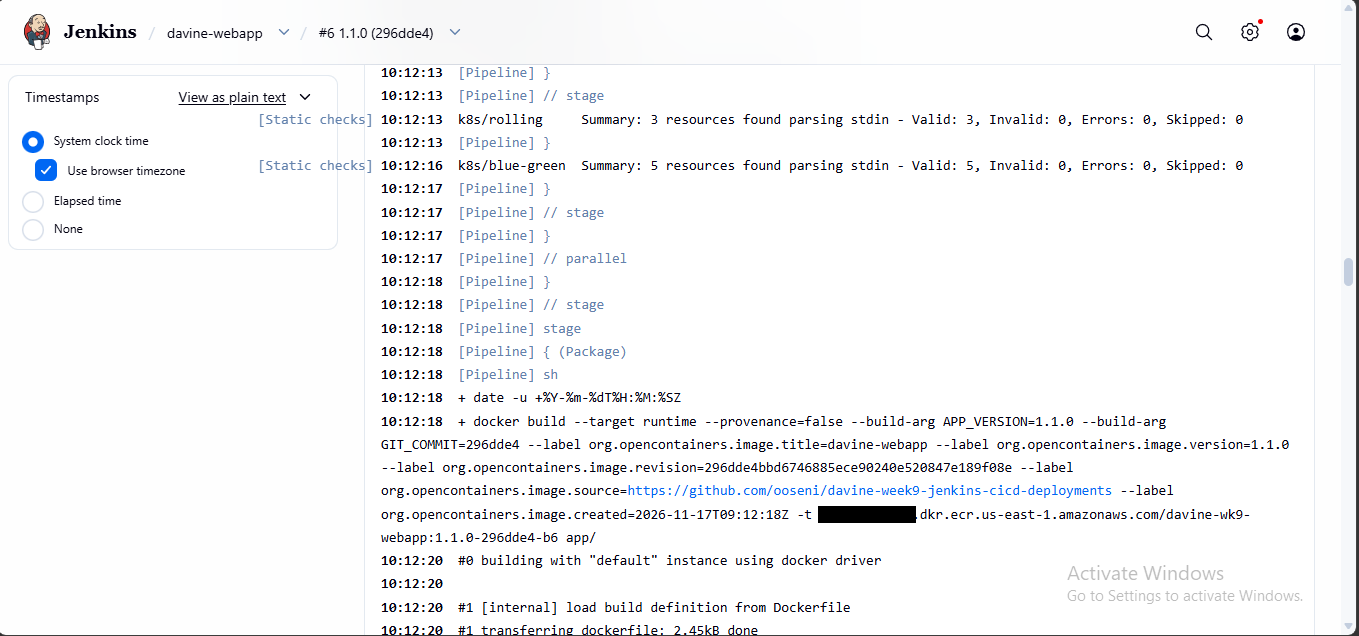 Jenkins / davine-webapp / #6 1.1.0 (296dde4)
Timestamps View as plain text
System clock time
Use browser timezone
Elapsed time
None
10:12:13 [Pipeline] }
10:12:13 [Pipeline] // stage
[Static checks] 10:12:13 k8s/rolling Summary: 3 resources found parsing stdin - Valid: 3, Invalid: 0, Errors: 0, Skipped: 0
10:12:13 [Pipeline] }
[Static checks] 10:12:16 k8s/blue-green Summary: 5 resources found parsing stdin - Valid: 5, Invalid: 0, Errors: 0, Skipped: 0
10:12:17 [Pipeline] }
10:12:17 [Pipeline] // stage
10:12:17 [Pipeline] }
10:12:17 [Pipeline] // parallel
10:12:18 [Pipeline] }
10:12:18 [Pipeline] // stage
10:12:18 [Pipeline] stage
10:12:18 [Pipeline] { (Package)
10:12:18 [Pipeline] sh
10:12:18 + date -u +%Y-%m-%dT%H:%M:%SZ
10:12:18 + docker build --target runtime --provenance=false --build-arg APP_VERSION=1.1.0 --build-arg
GIT_COMMIT=296dde4 --label org.opencontainers.image.title=davine-webapp --label org.opencontainers.image.version=1.1.0
--label org.opencontainers.image.revision=296dde4bbd6746885ece90240e520847e189f08e --label
org.opencontainers.image.source=https://github.com/ooseni/davine-week9-jenkins-cicd-deployments --label
org.opencontainers.image.created=2026-11-17T09:12:18Z -t .dkr.ecr.us-east-1.amazonaws.com/davine-wk9-
webapp:1.1.0-296dde4-b6 app/
10:12:20 #0 building with "default" instance using docker driver
10:12:20
10:12:20 #1 [internal] load build definition from Dockerfile
10:12:20 #1 transferring dockerfile: 2.45kB done
Activate Windows
Go to Settings to activate Windows.